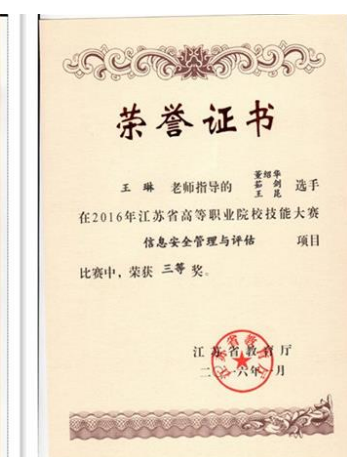 荣誉证书
董绍华
王琳 老师指导的 茹剑 选手
王昆
在2016年江苏省高等职业院校技能大赛
信息安全管理与评估 项目
比赛中，荣获 三等 奖。
江苏省教育厅
二〇一六年一月